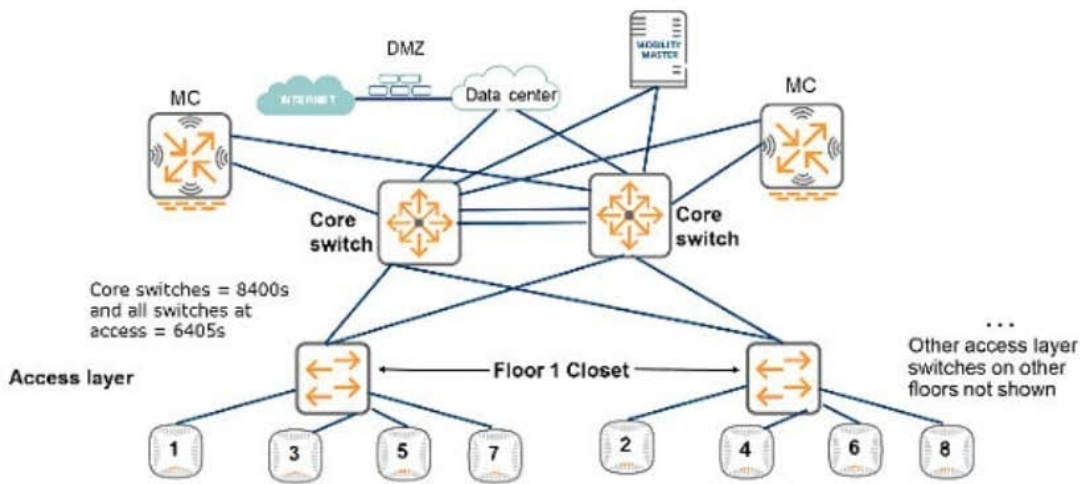 DMZ
MOBILITY
MASTER
INTERNET
Data center
MC
MC
Core
switch
Core
switch
Core switches = 8400s
and all switches at
access = 6405s
...
Other access layer
switches on other
floors not shown
Access layer
Floor 1 Closet
1
3
5
7
2
4
6
8